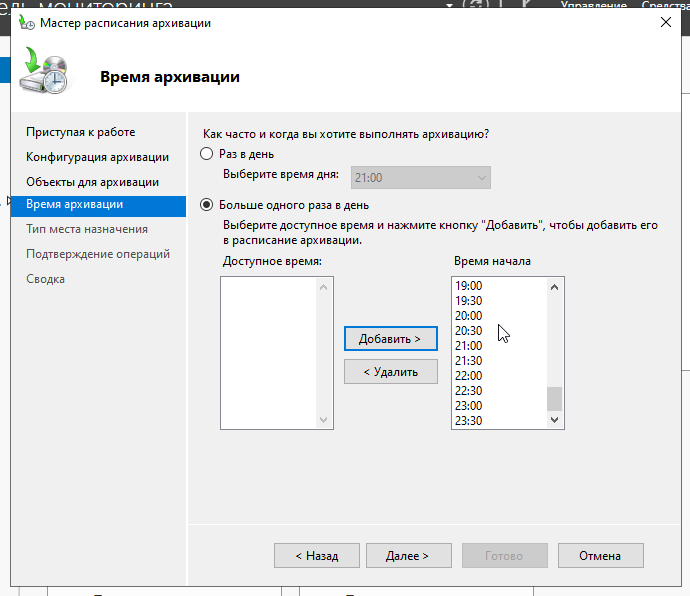 ель мониторинга
Управление
Средства
Мастер расписания архивации
Время архивации
Приступая к работе
Конфигурация архивации
Объекты для архивации
Время архивации
Тип места назначения
Подтверждение операций
Сводка
Как часто и когда вы хотите выполнять архивацию?
Раз в день
Выберите время дня:
21:00
Больше одного раза в день
Выберите доступное время и нажмите кнопку "Добавить", чтобы добавить его
в расписание архивации.
Доступное время:
Время начала
19:00
19:30
20:00
20:30
21:00
21:30
22:00
22:30
23:00
23:30
Добавить >
< Удалить
< Назад
Далее >
Готово
Отмена